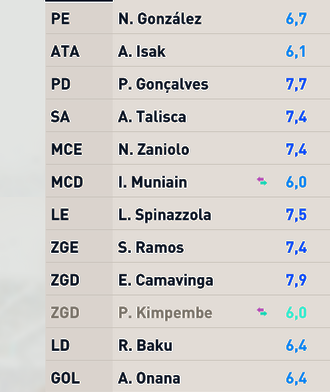 PE N. González 6,7
ATA A. Isak 6,1
PD P. Gonçalves 7,7
SA A. Talisca 7,4
MCE N. Zaniolo 7,4
MCD I. Muniain 6,0
LE L. Spinazzola 7,5
ZGE S. Ramos 7,4
ZGD E. Camavinga 7,9
ZGD P. Kimpembe 6,0
LD R. Baku 6,4
GOL A. Onana 6,4